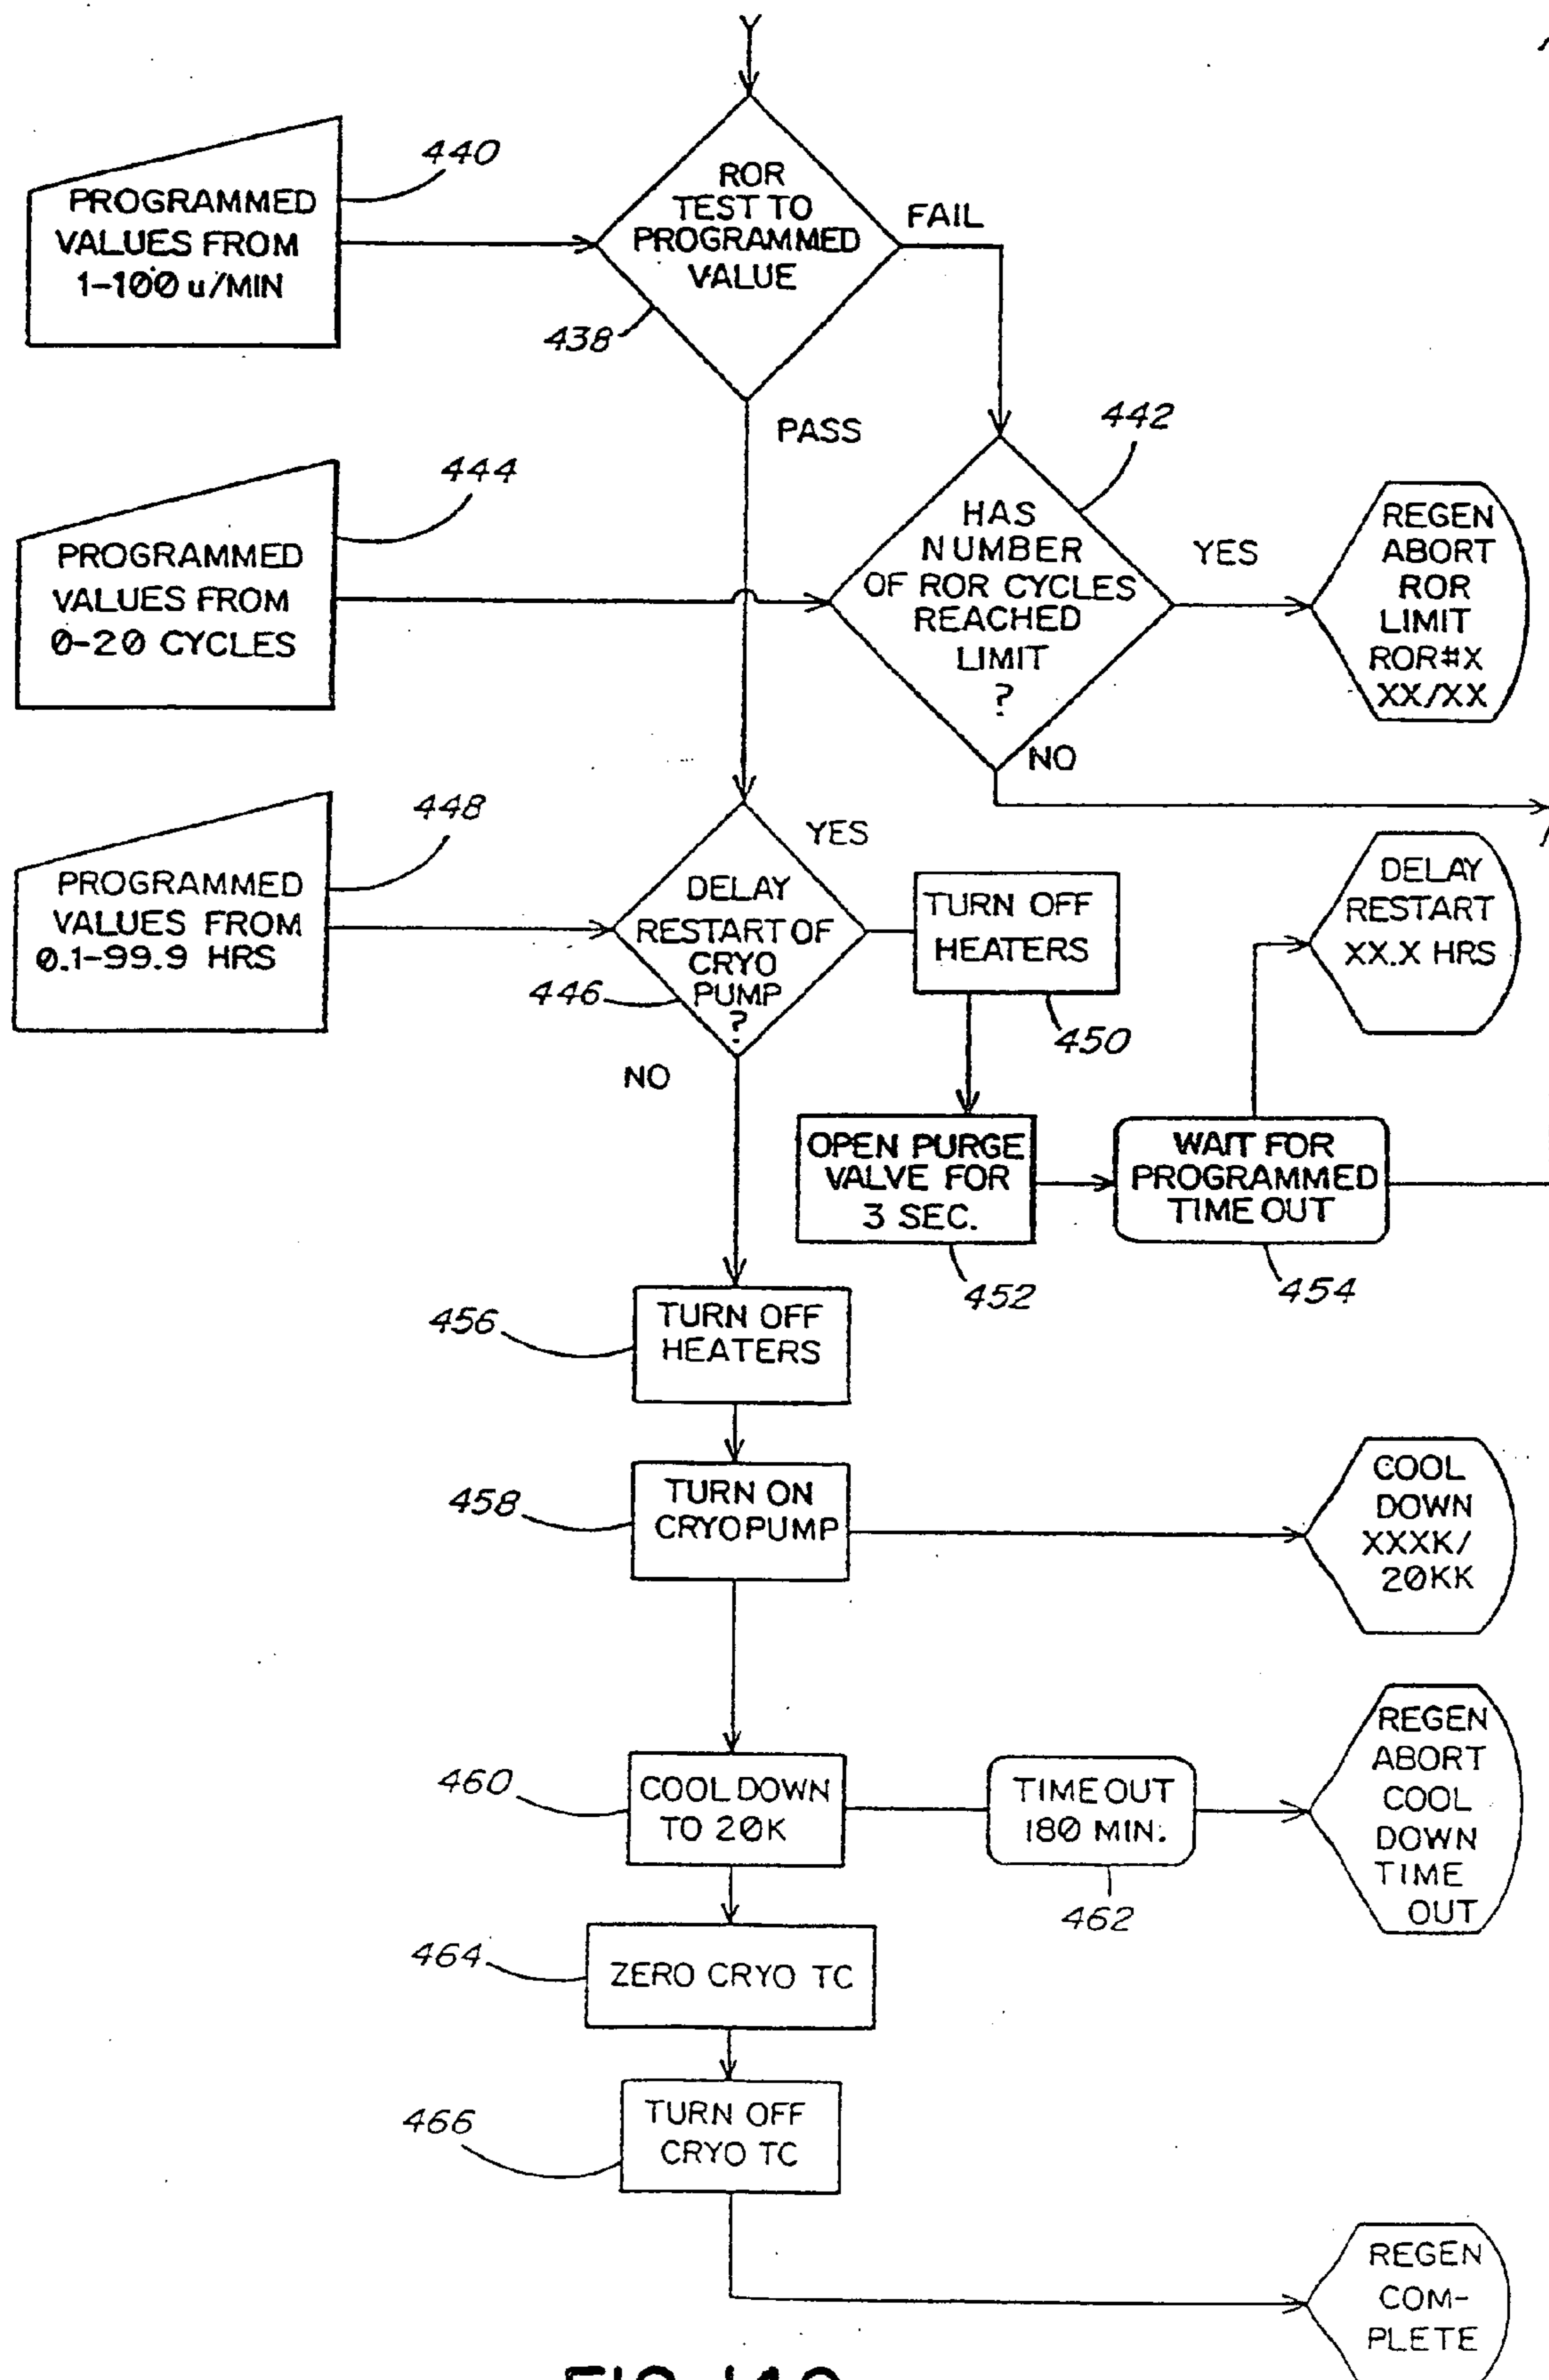 Y
440
PROGRAMMED
VALUES FROM
1-100 u/MIN
ROR
TEST TO
PROGRAMMED
VALUE
FAIL
438
PASS
442
444
PROGRAMMED
VALUES FROM
0-20 CYCLES
HAS
NUMBER
OF ROR CYCLES
REACHED
LIMIT
?
YES
REGEN
ABORT
ROR
LIMIT
ROR#X
XX/XX
NO
448
PROGRAMMED
VALUES FROM
0.1-99.9 HRS
YES
DELAY
RESTART OF
CRYO
PUMP
?
446
NO
TURN OFF
HEATERS
450
DELAY
RESTART
XX.X HRS
OPEN PURGE
VALVE FOR
3 SEC.
452
WAIT FOR
PROGRAMMED
TIME OUT
454
456
TURN OFF
HEATERS
458
TURN ON
CRYOPUMP
COOL
DOWN
XXXK/
20KK
460
COOL DOWN
TO 20K
TIME OUT
180 MIN.
462
REGEN
ABORT
COOL
DOWN
TIME
OUT
464
ZERO CRYO TC
466
TURN OFF
CRYO TC
REGEN
COM-
PLETE